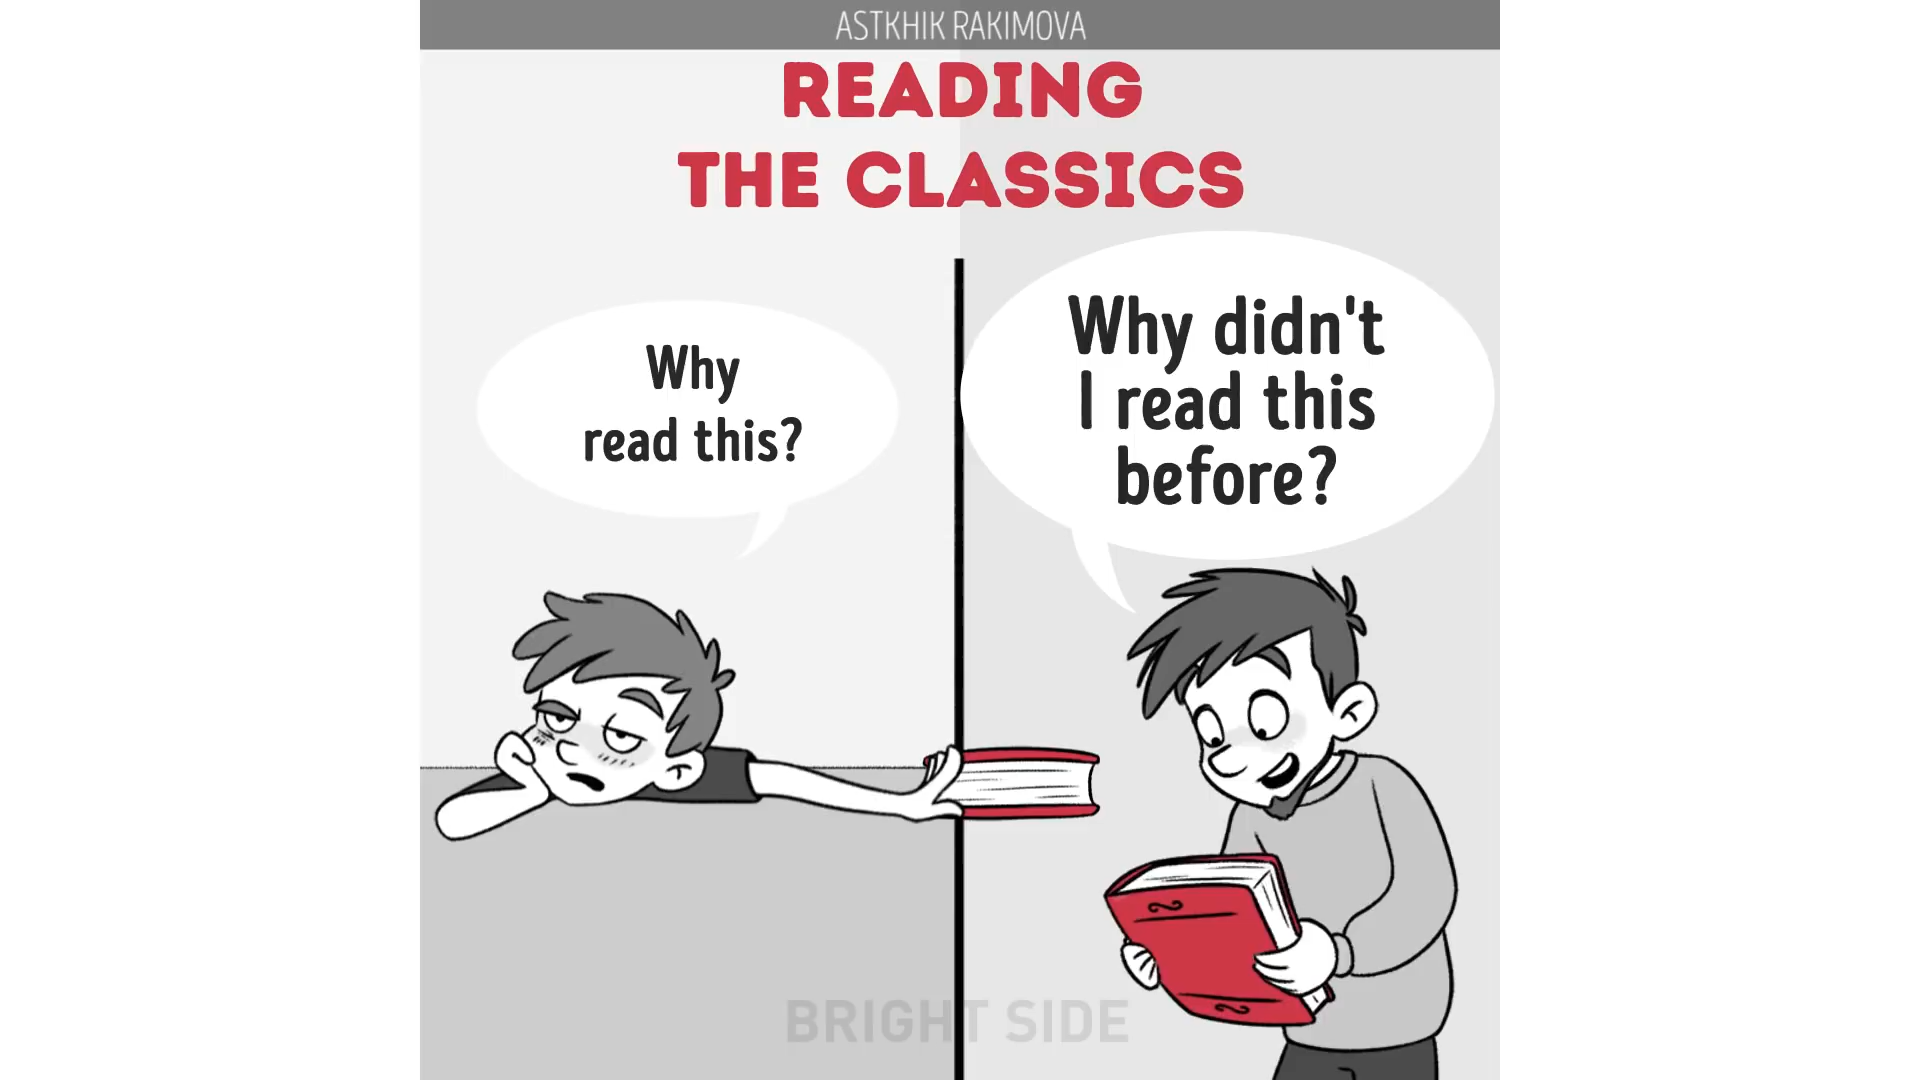 ASTKHIK RAKIMOVA
READING
THE CLASSICS
Why
read this?
Why didn't
I read this
before?
BRIGHT SIDE